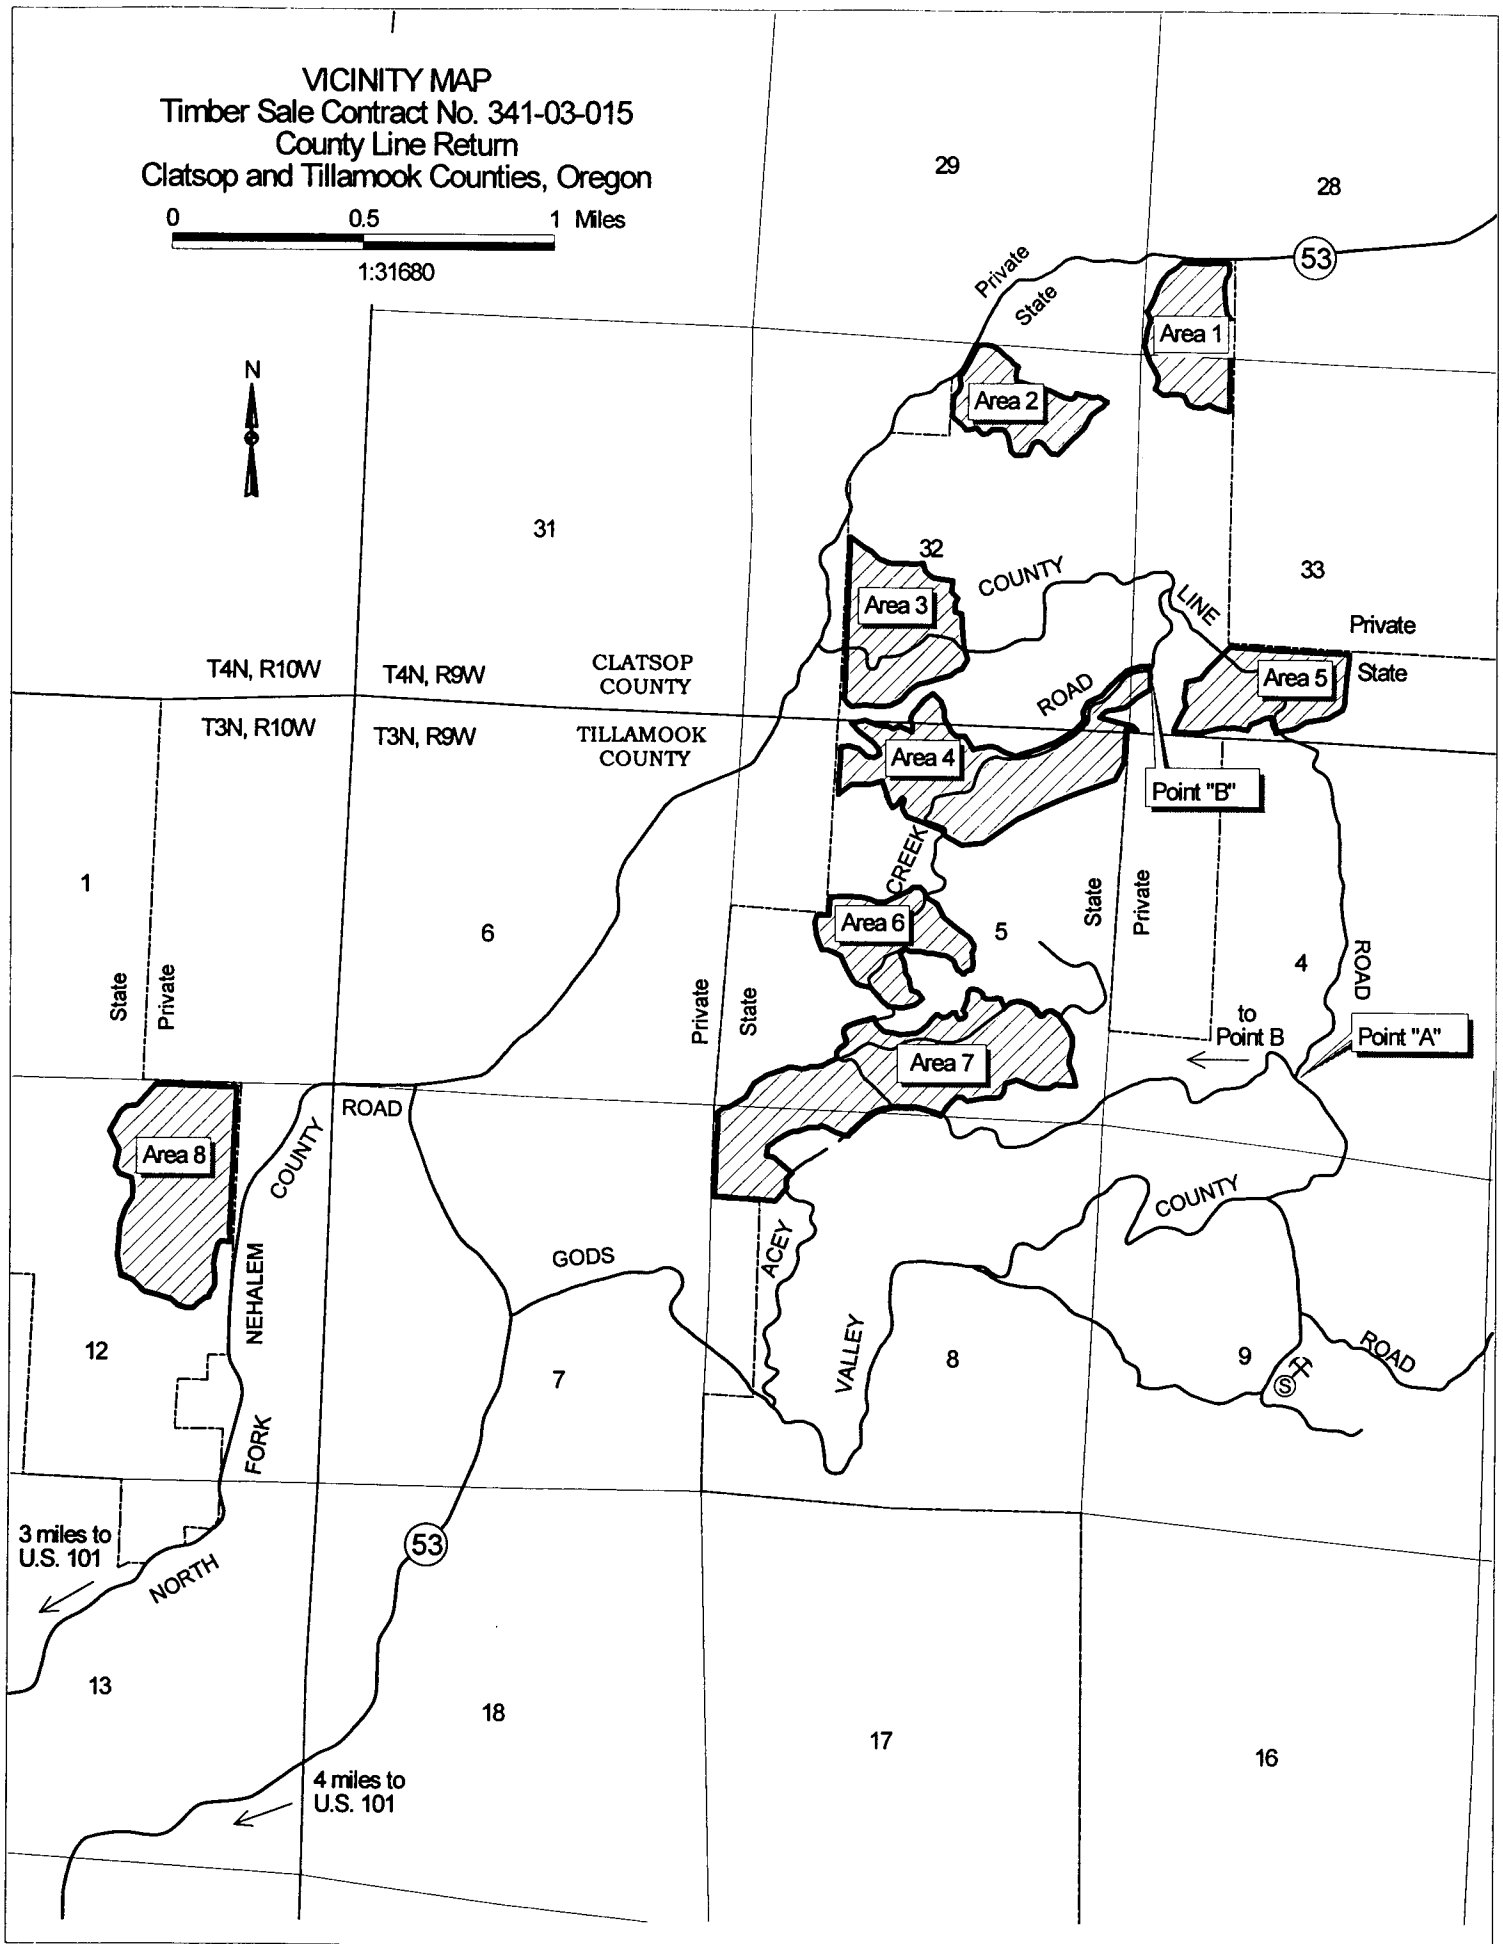 VICINITY MAP
Timber Sale Contract No. 341-03-015
County Line Return
Clatsop and Tillamook Counties, Oregon
0 0.5 1 Miles
1:31680
N
29
28
53
Private
State
Area 1
Area 2
31
32
33
COUNTY
LINE
ROAD
Area 3
Private
State
Area 5
T4N, R10W
T4N, R9W
CLATSOP
COUNTY
T3N, R10W
T3N, R9W
TILLAMOOK
COUNTY
Area 4
Point "B"
CREEK
1
6
5
4
State
Private
State
Private
Private
State
Area 6
ROAD
to
Point B
Point "A"
Area 7
ROAD
COUNTY
Area 8
NEHALEM
FORK
NORTH
GODS
VALLEY
COUNTY
ROAD
ACEY
12
7
8
9
S
3 miles to
U.S. 101
53
13
18
17
16
4 miles to
U.S. 101